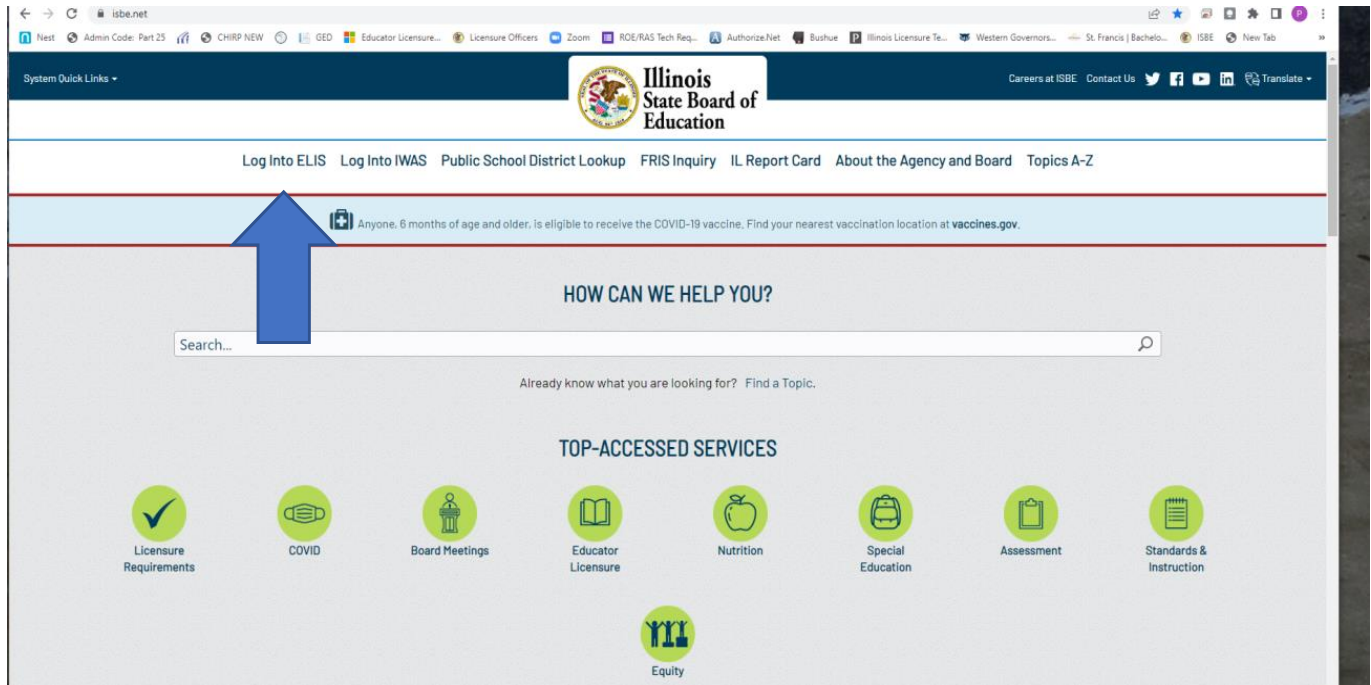 isbe.net
Nest Admin Code: Part 25 CHIRP NEW GED Educator Licensure... Licensure Officers Zoom ROE/RAS Tech Req... Authorize.Net Bushue Illinois Licensure Te... Western Governors... St. Francis | Bachelo... ISBE New Tab »
System Quick Links
Illinois
State Board of
Education
Careers at ISBE Contact Us Translate
Log Into ELIS Log Into IWAS Public School District Lookup FRIS Inquiry IL Report Card About the Agency and Board Topics A-Z
Anyone, 6 months of age and older, is eligible to receive the COVID-19 vaccine. Find your nearest vaccination location at vaccines.gov.
HOW CAN WE HELP YOU?
Search...
Already know what you are looking for? Find a Topic.
TOP-ACCESSED SERVICES
Licensure
Requirements
COVID
Board Meetings
Educator
Licensure
Nutrition
Special
Education
Assessment
Standards &
Instruction
Equity